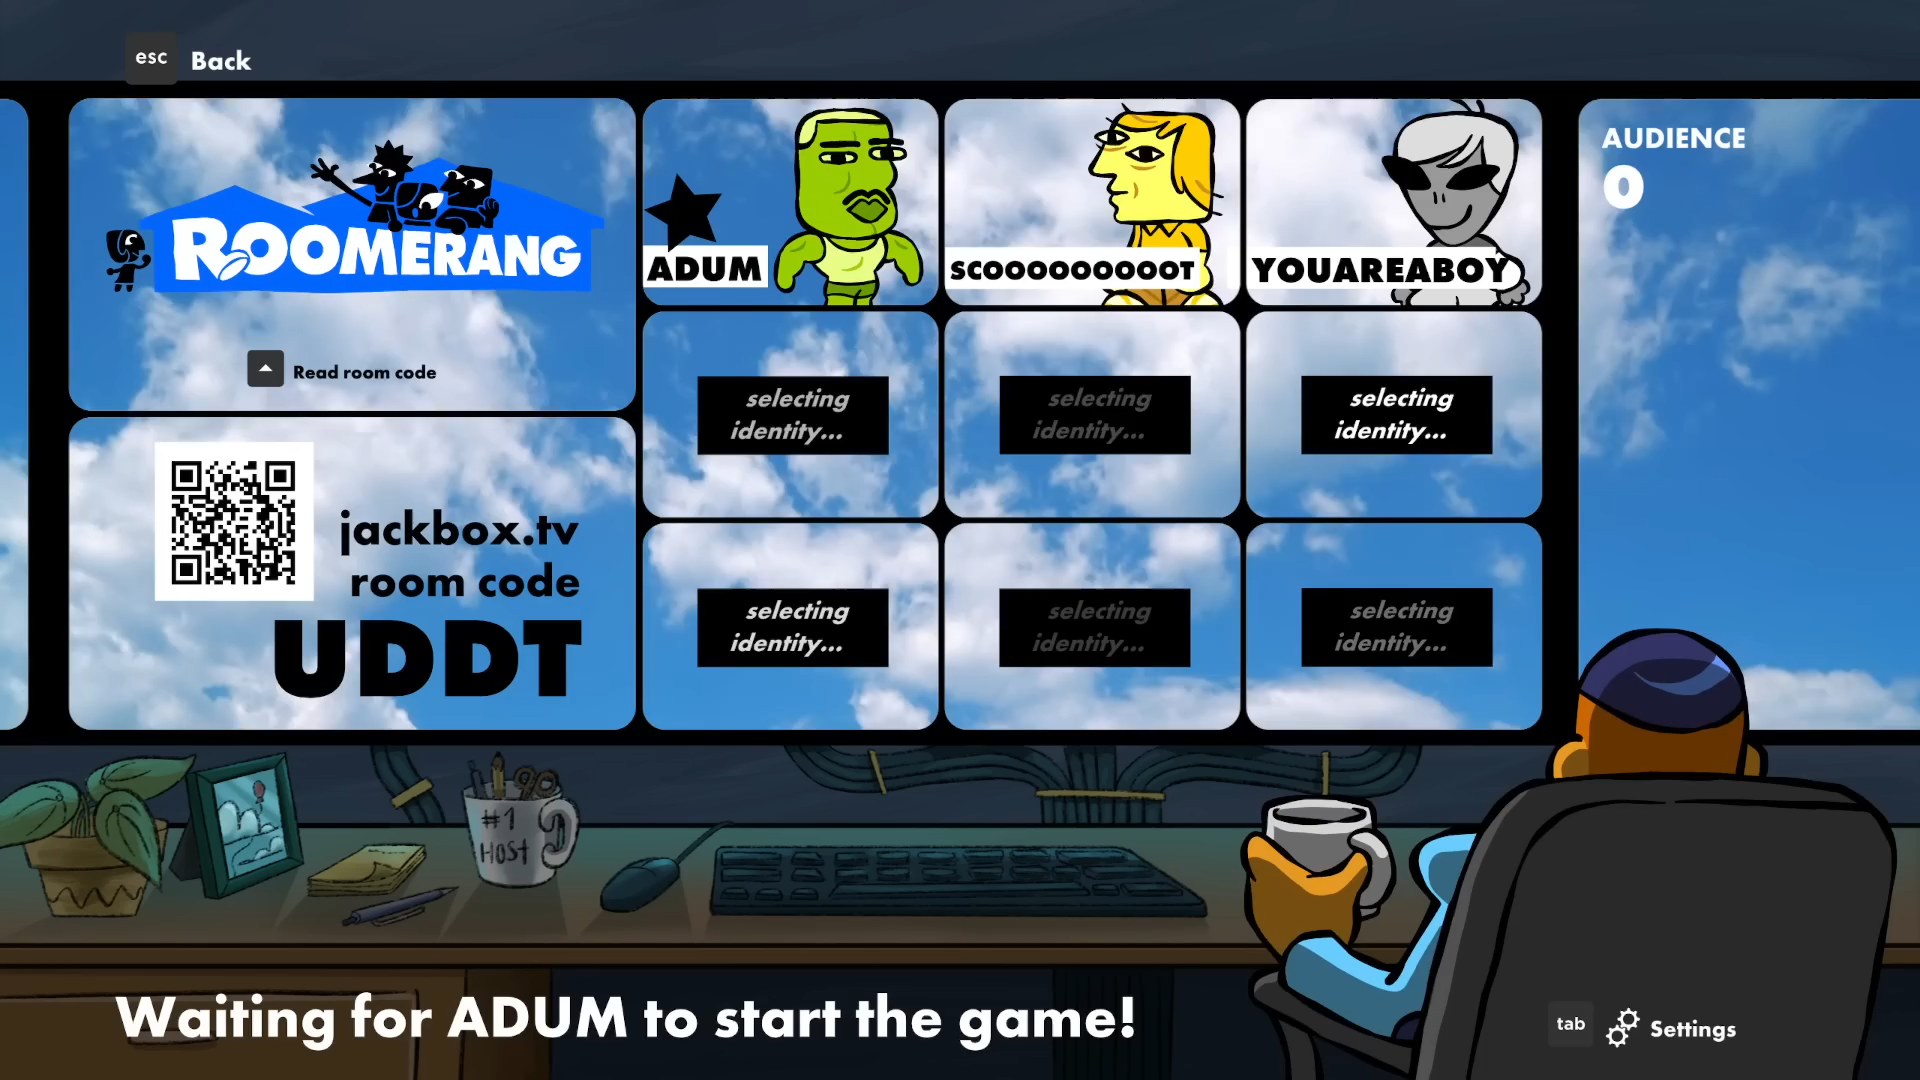 esc Back
ROOMERANG
Read room code
jackbox.tv
room code
UDDT
ADUM
SCOOOOOOOOOT
YOUAREABOY
selecting
identity...
selecting
identity...
selecting
identity...
selecting
identity...
selecting
identity...
selecting
identity...
AUDIENCE
0
#1
HOST
Waiting for ADUM to start the game!
tab Settings